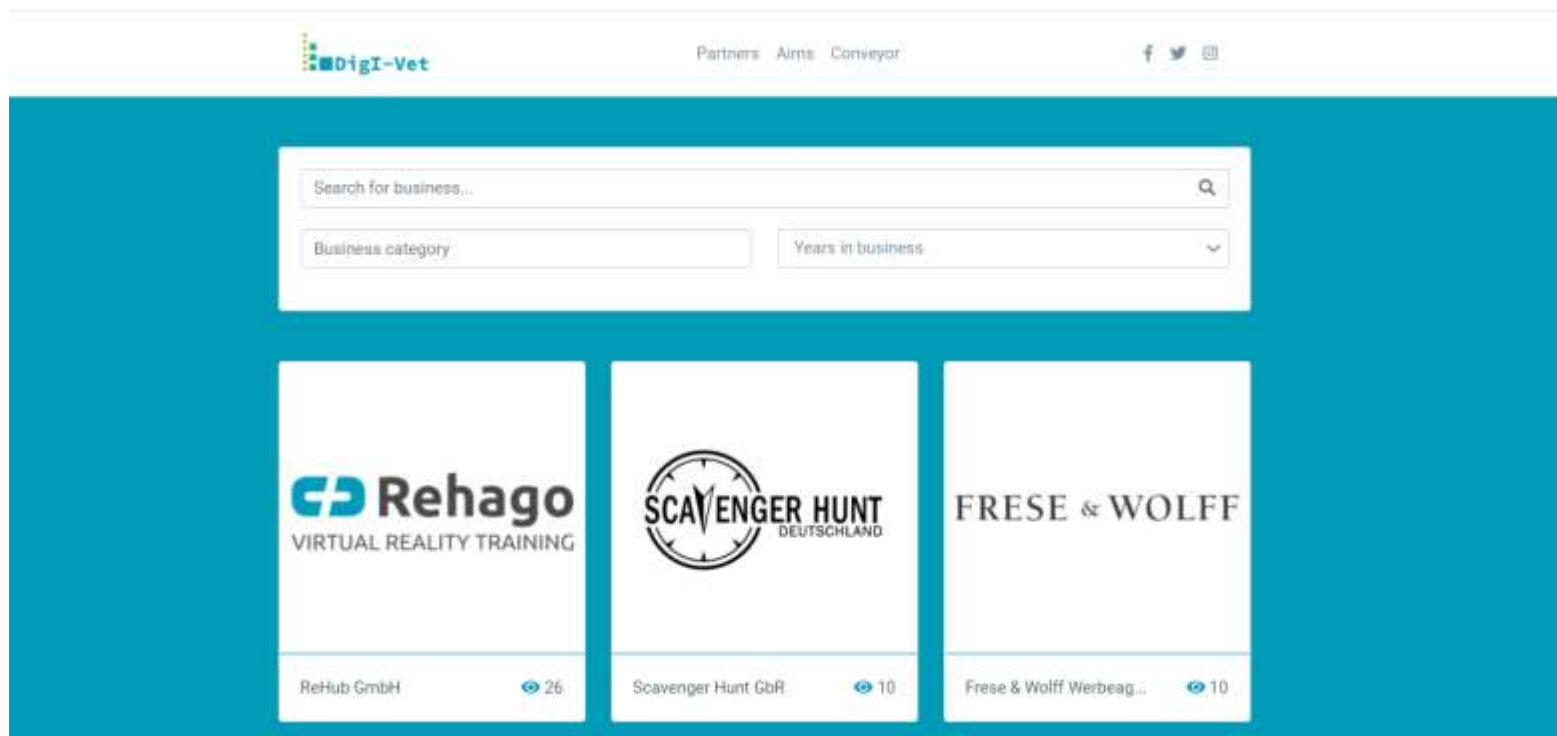 DigI-Vet
Partners Aims Conveyor
Search for business...
Business category
Years in business
Rehago
VIRTUAL REALITY TRAINING
SCAVENGER HUNT
DEUTSCHLAND
FRESE & WOLFF
ReHub GmbH 26
Scavenger Hunt GbR 10
Frese & Wolff Werbeag... 10